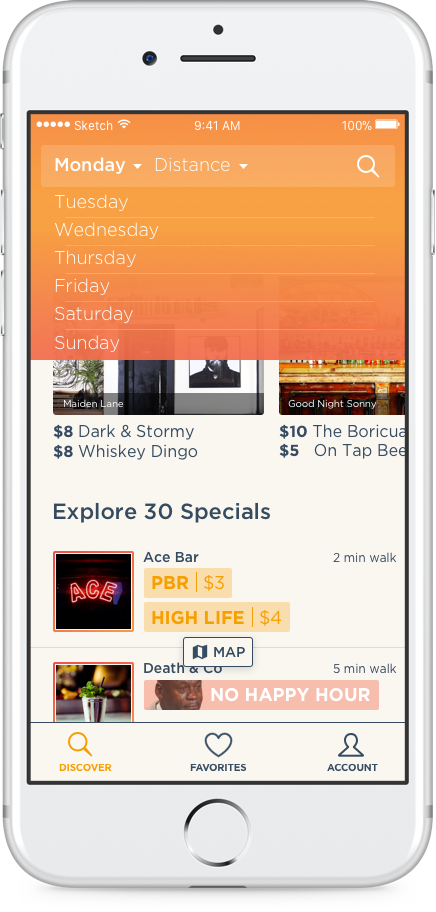 Sketch 9:41 AM 100%
Monday Distance
Tuesday
Wednesday
Thursday
Friday
Saturday
Sunday
Maiden Lane
Good Night Sonny
$8 Dark & Stormy
$8 Whiskey Dingo
$10 The Boricua
$5 On Tap Bee
Explore 30 Specials
ACE
Ace Bar
2 min walk
PBR | $3
HIGH LIFE | $4
MAP
Death & Co
5 min walk
NO HAPPY HOUR
DISCOVER
FAVORITES
ACCOUNT